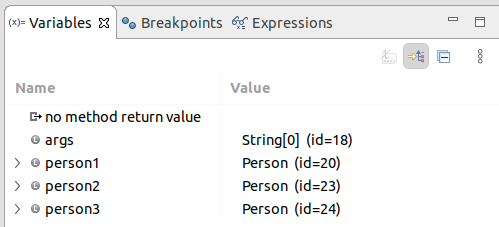 (x)= Variables Breakpoints Expressions
Name Value
no method return value
args String[0] (id=18)
person1 Person (id=20)
person2 Person (id=23)
person3 Person (id=24)